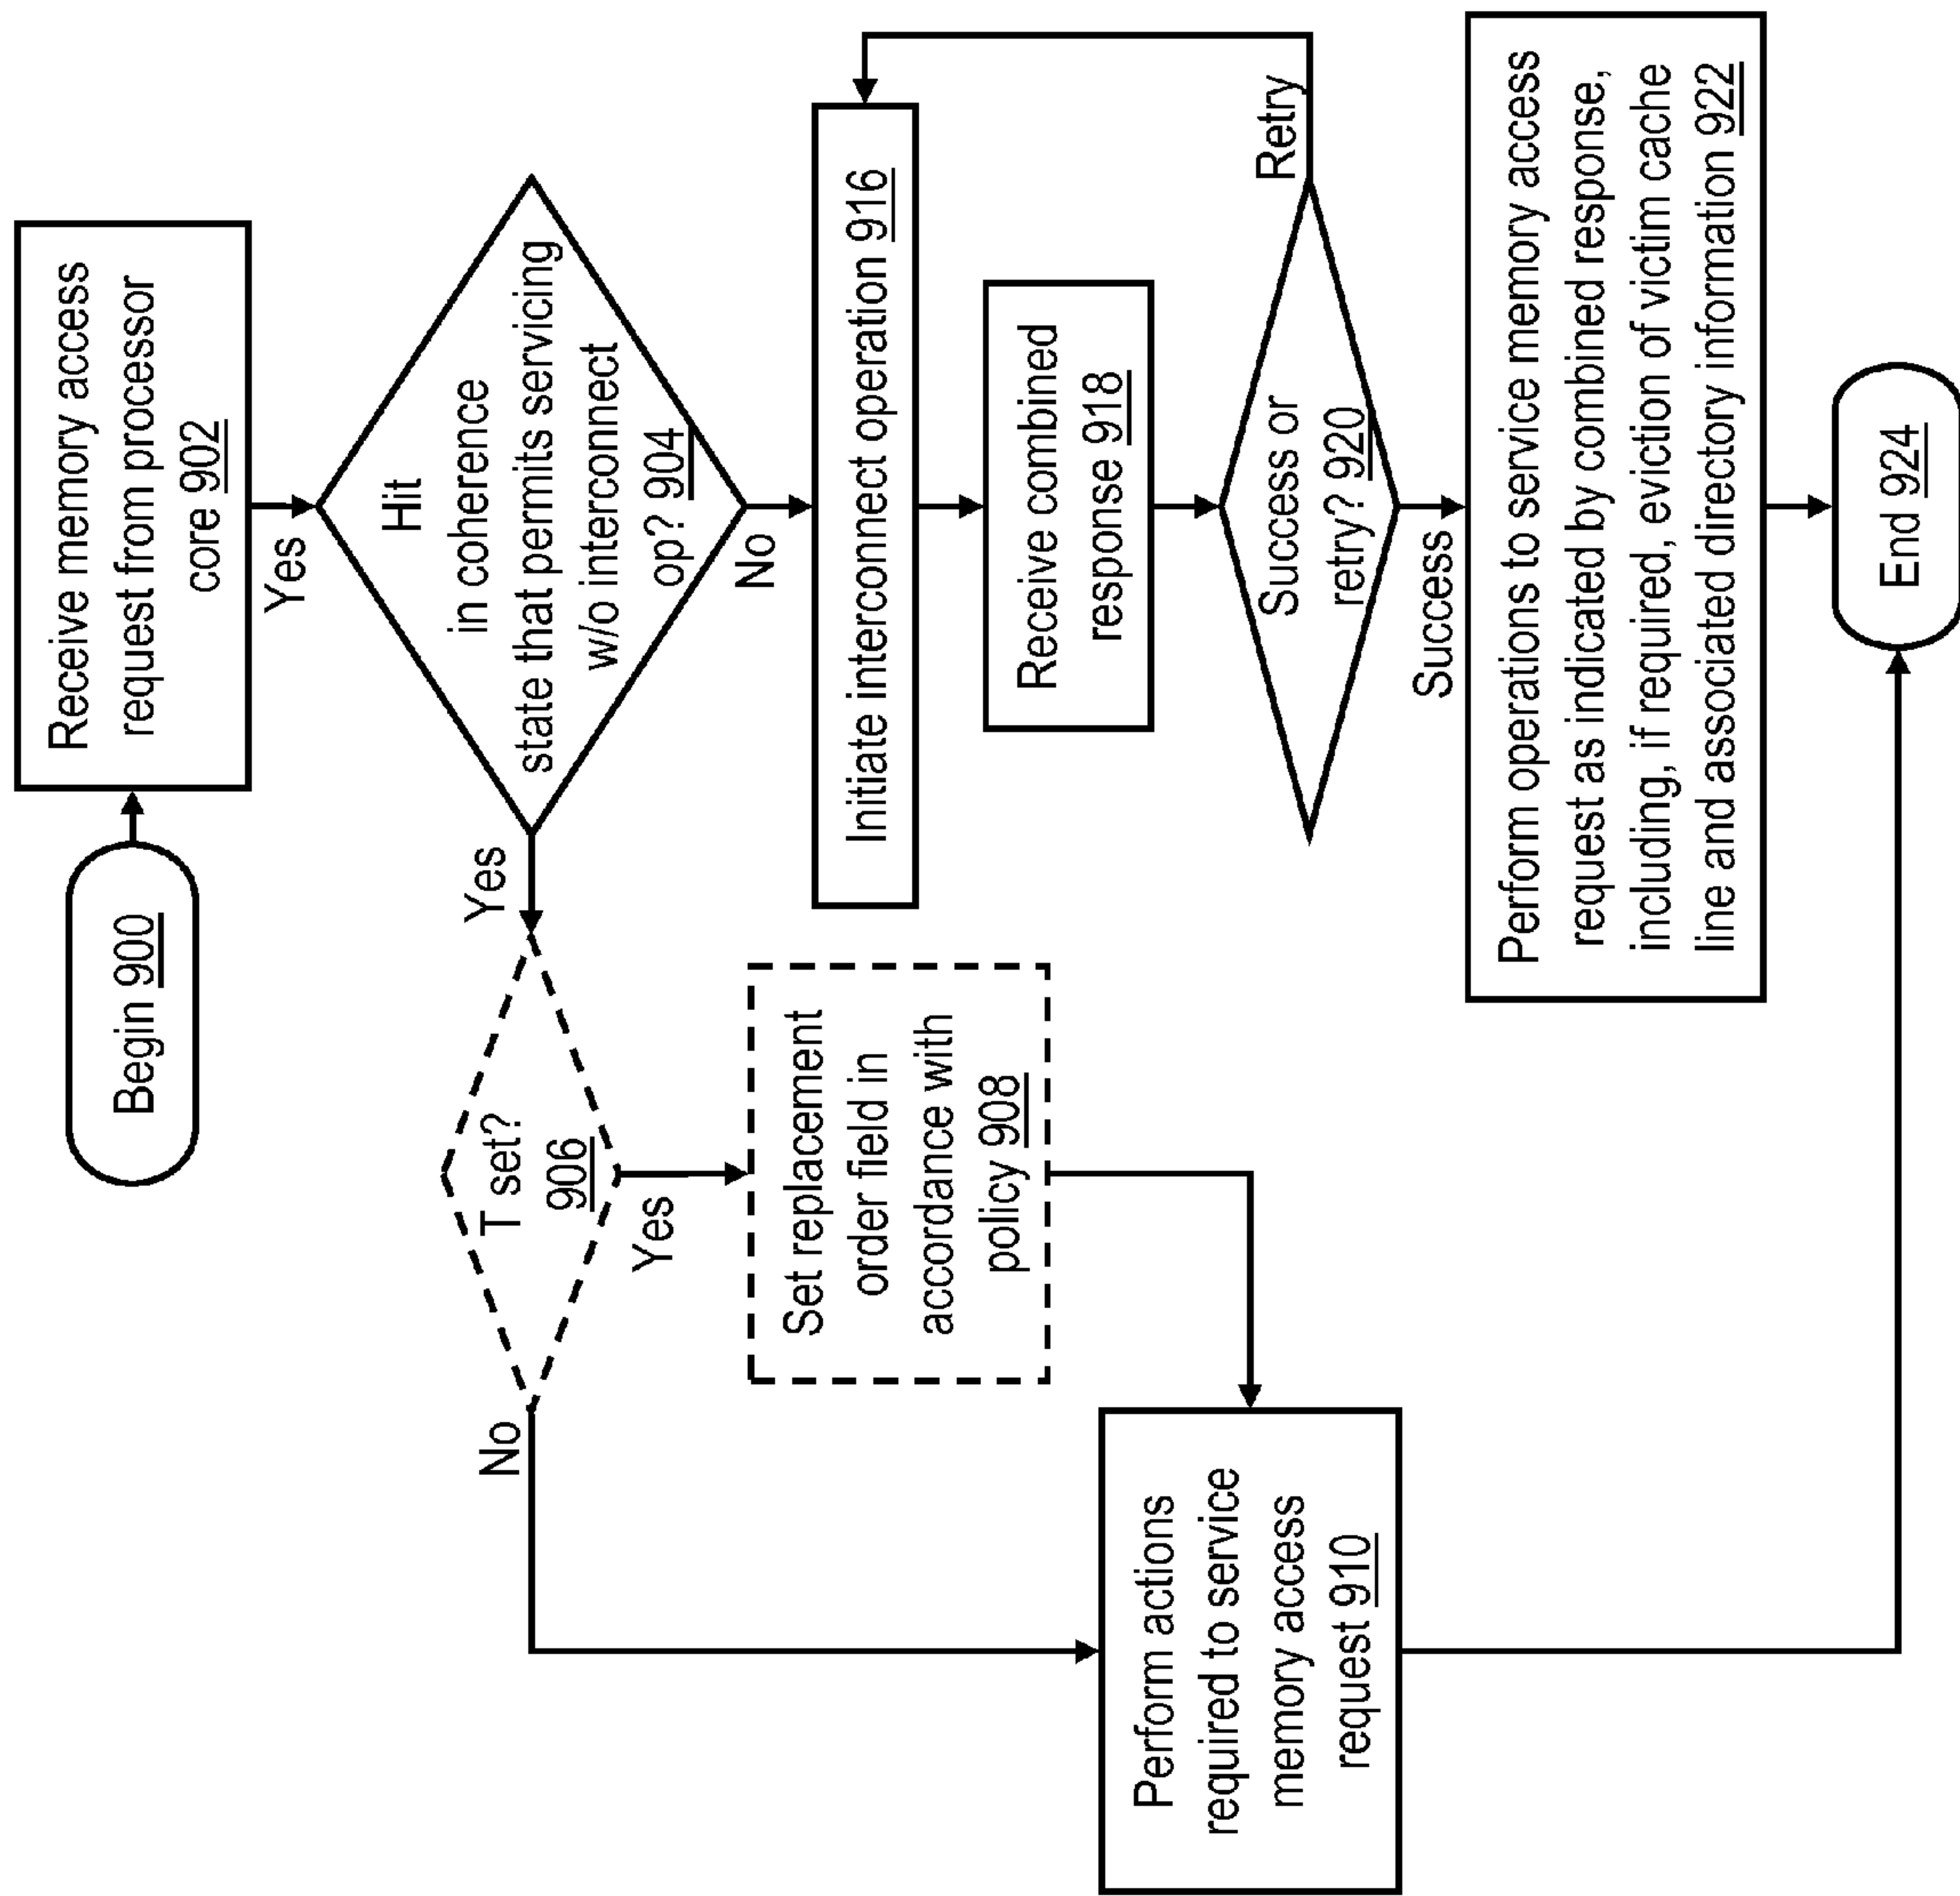 Begin 900
Receive memory access
request from processor
core 902
Yes
Hit
in coherence
state that permits servicing
w/o interconnect
op? 904
Yes
No
T set?
906
No
Yes
Set replacement
order field in
accordance with
policy 908
Perform actions
required to service
memory access
request 910
Initiate interconnect operation 916
Receive combined
response 918
Success or
retry? 920
Retry
Success
Perform operations to service memory access
request as indicated by combined response,
including, if required, eviction of victim cache
line and associated directory information 922
End 924